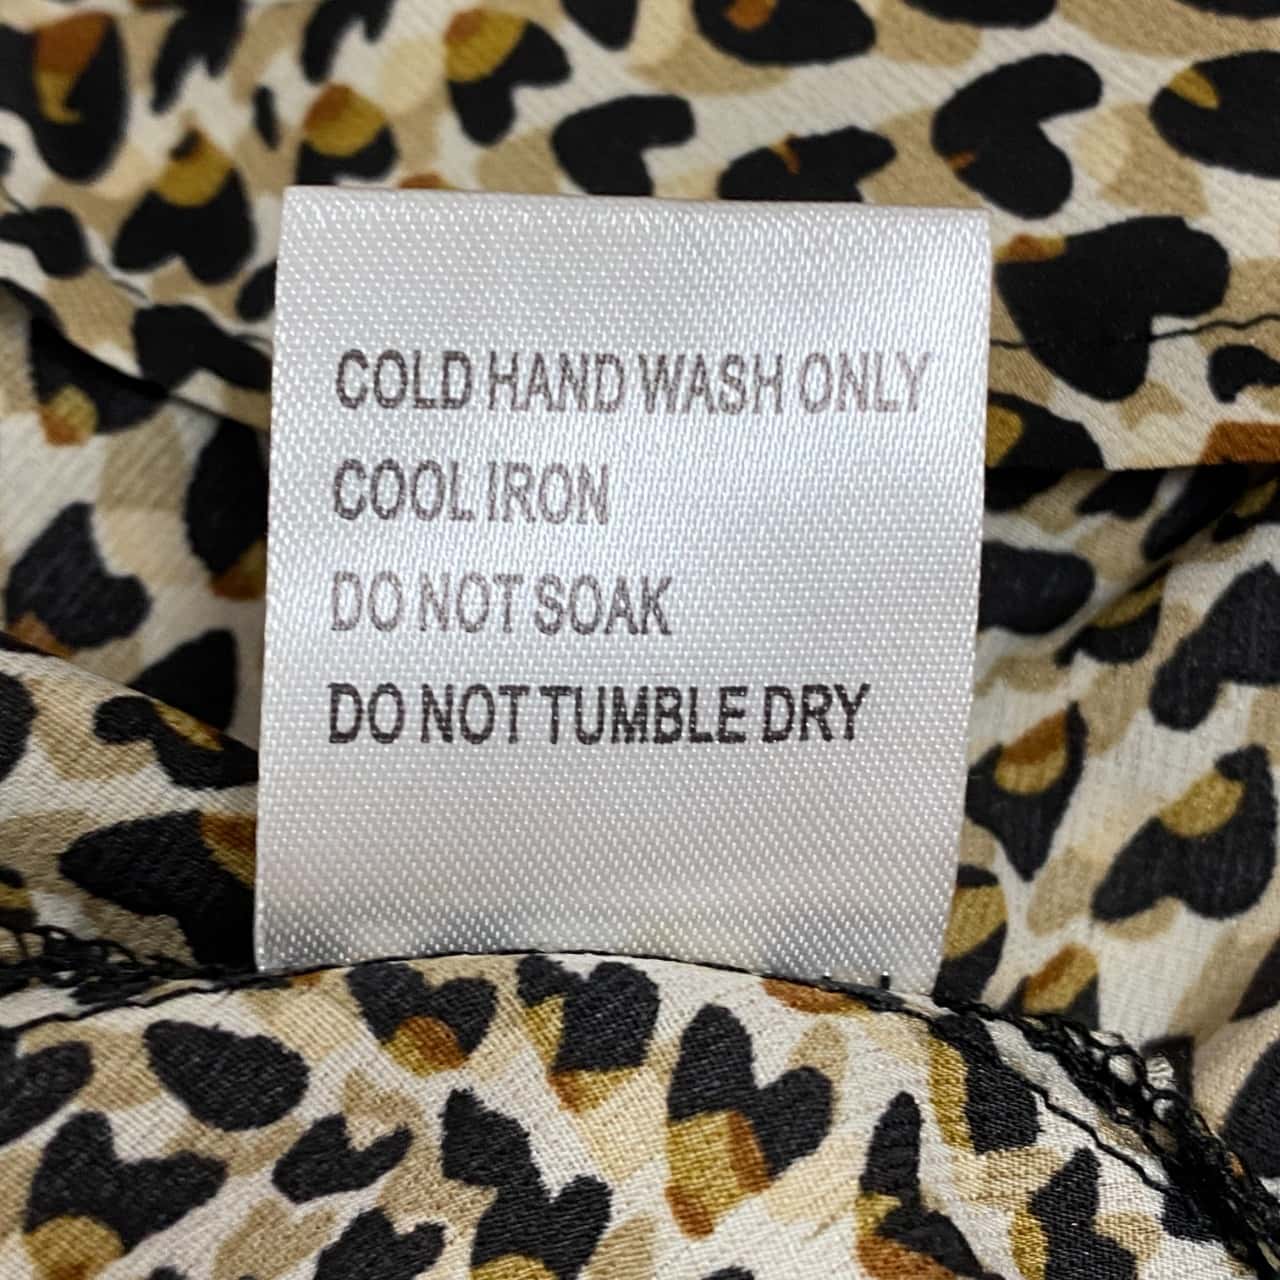 COLD HAND WASH ONLY
COOL IRON
DO NOT SOAK
DO NOT TUMBLE DRY